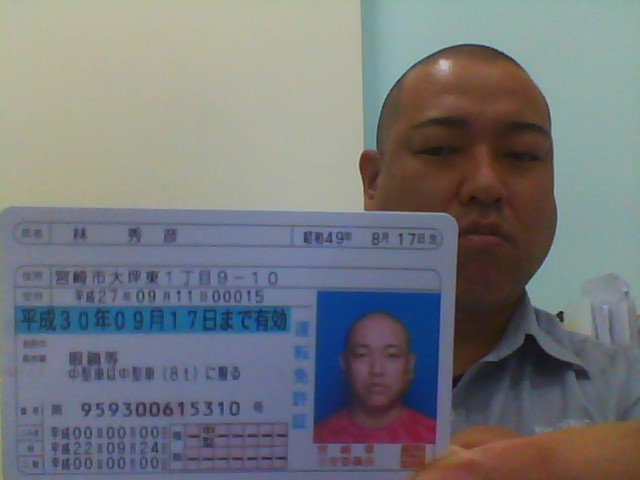 氏名 林 秀彦 昭和49年 8月17日生
住所 宮崎市大坪東1丁目9-10
交付 平成27年09月11日00015
平成30年09月17日まで有効
免許の
条件等
眼鏡等
中型車は中型車(8t)に限る
番号 第 959300615310 号
平成00年00月00日
平成22年09月24日
平成00年00月00日
種類
中型
運転免許証
宮崎県
公安委員会